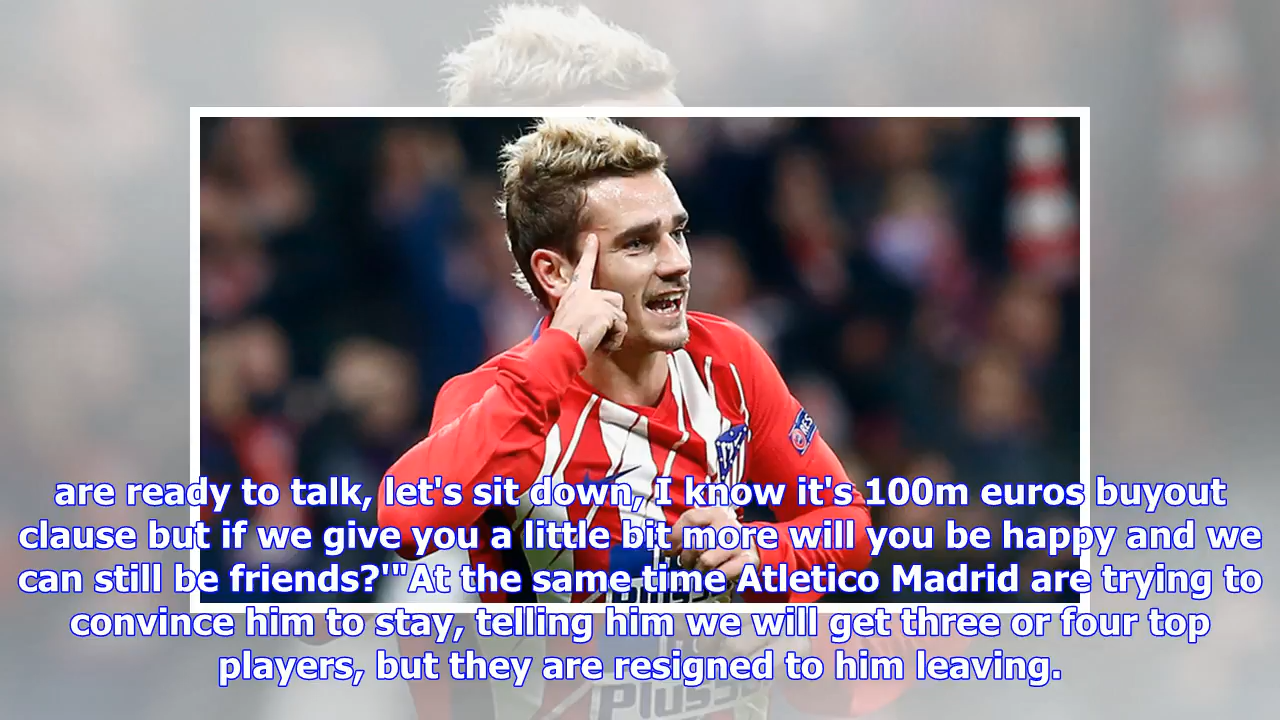 are ready to talk, let's sit down, I know it's 100m euros buyout
clause but if we give you a little bit more will you be happy and we
can still be friends?'"At the same time Atletico Madrid are trying to
convince him to stay, telling him we will get three or four top
players, but they are resigned to him leaving.